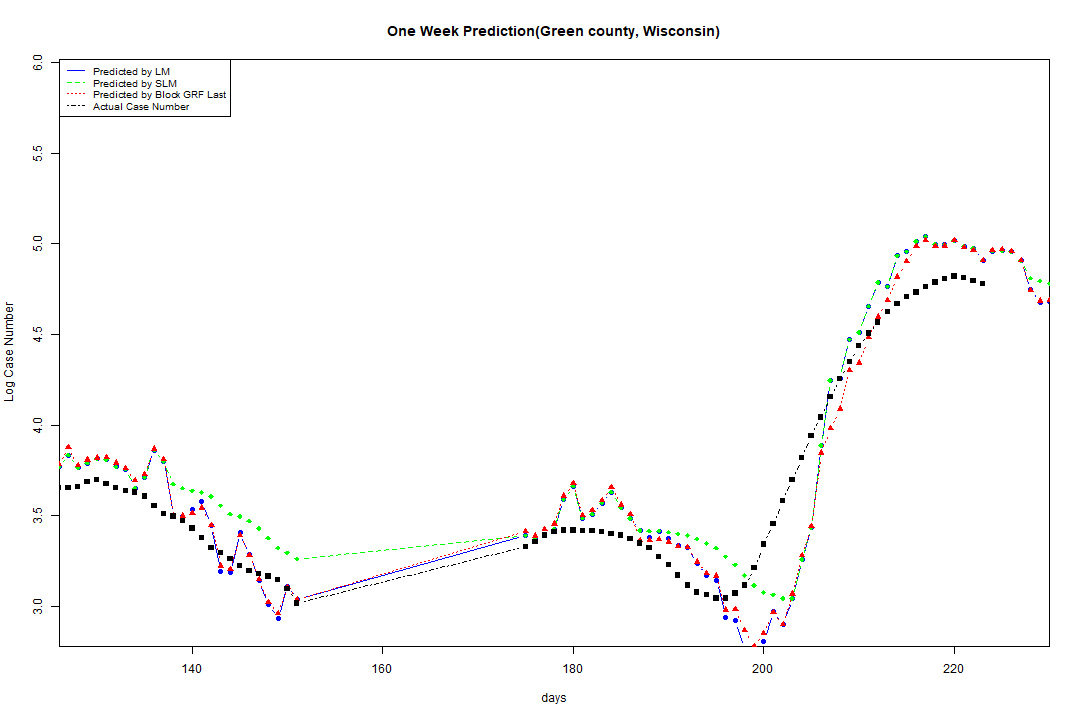 One Week Prediction(Green county, Wisconsin)
6.0
Predicted by LM
Predicted by SLM
Predicted by Block GRF Last
Actual Case Number
5.5
5.0
4.5
4.0
3.5
3.0
Log Case Number
140
160
180
200
220
days